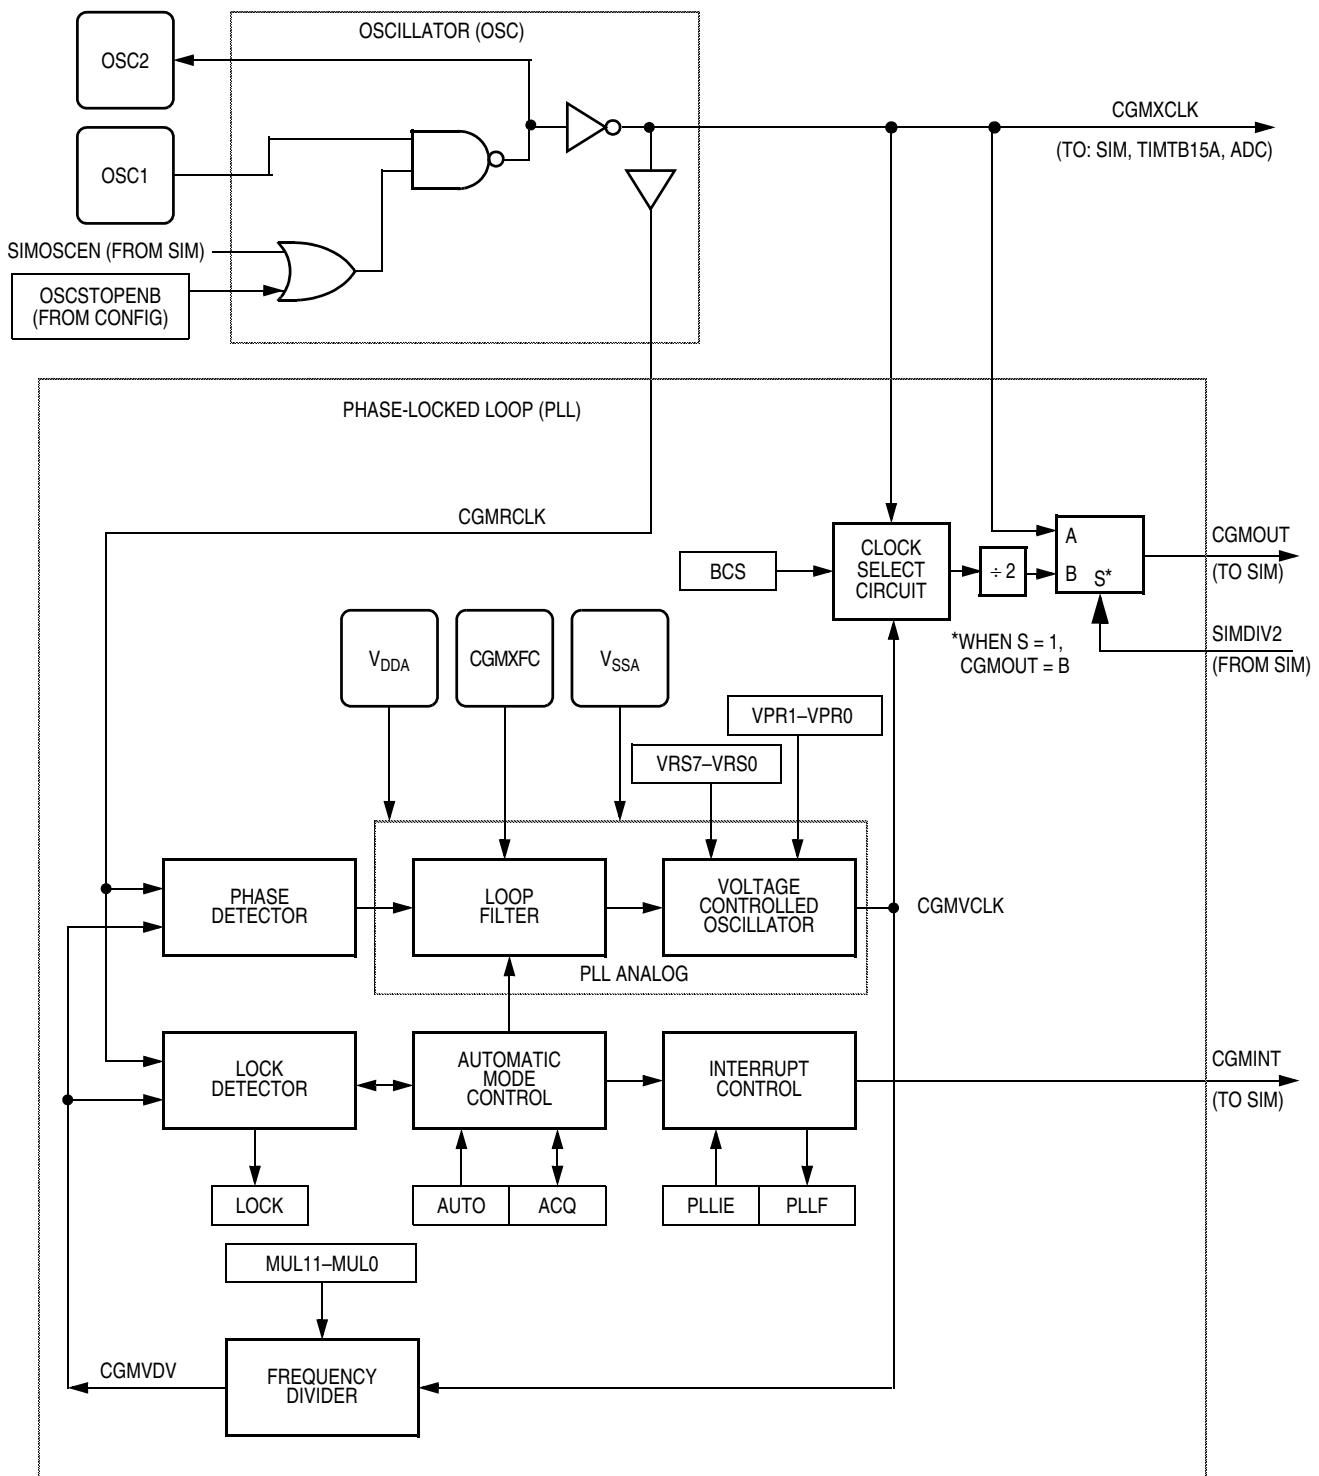 OSCILLATOR (OSC)
OSC2
CGMXCLK
(TO: SIM, TIMTB15A, ADC)
OSC1
SIMOSCEN (FROM SIM)
OSCSTOPENB
(FROM CONFIG)
PHASE-LOCKED LOOP (PLL)
CGMRCLK
BCS
CLOCK
SELECT
CIRCUIT
÷ 2
A
B
S*
CGMOUT
(TO SIM)
*WHEN S = 1,
CGMOUT = B
SIMDIV2
(FROM SIM)
VDDA
CGMXFC
VSSA
VPR1–VPR0
VRS7–VRS0
PHASE
DETECTOR
LOOP
FILTER
VOLTAGE
CONTROLLED
OSCILLATOR
CGMVCLK
PLL ANALOG
LOCK
DETECTOR
AUTOMATIC
MODE
CONTROL
INTERRUPT
CONTROL
CGMINT
(TO SIM)
LOCK
AUTO
ACQ
PLLIE
PLLF
MUL11–MUL0
CGMVDV
FREQUENCY
DIVIDER